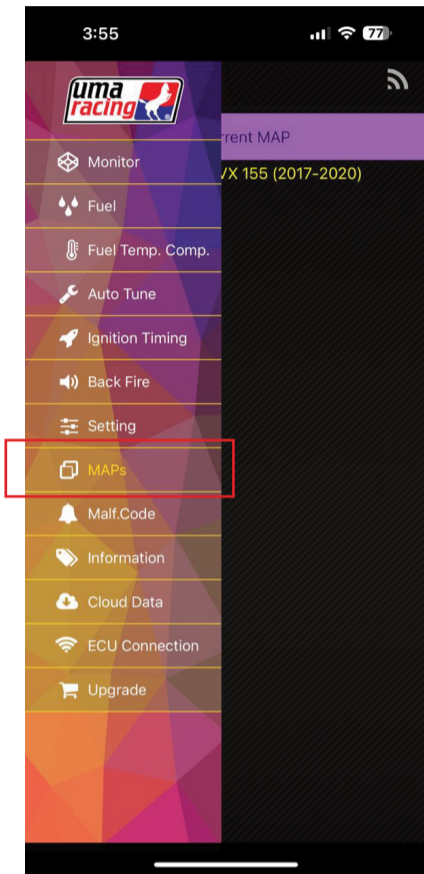 3:55
77
uma
racing
rrent MAP
VX 155 (2017-2020)
Monitor
Fuel
Fuel Temp. Comp.
Auto Tune
Ignition Timing
Back Fire
Setting
MAPs
Malf.Code
Information
Cloud Data
ECU Connection
Upgrade